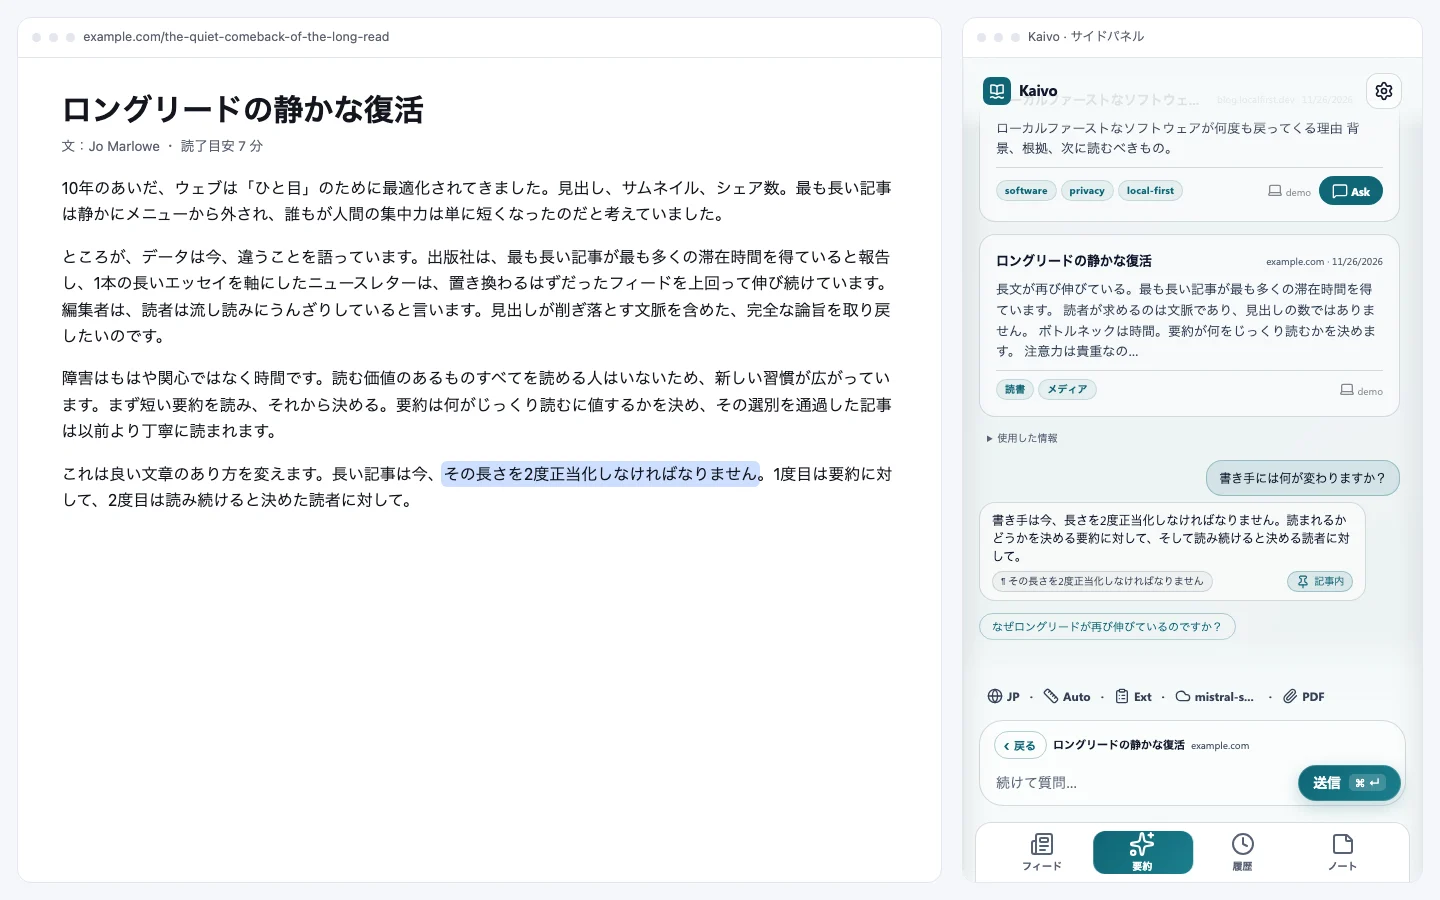 example.com/the-quiet-comeback-of-the-long-read
ロングリードの静かな復活
文：Jo Marlowe ・ 読了目安 7 分
10年のあいだ、ウェブは「ひと目」のために最適化されてきました。見出し、サムネイル、シェア数。最も長い記事
は静かにメニューから外され、誰もが人間の集中力は単に短くなったのだと考えていました。
ところが、データは今、違うことを語っています。出版社は、最も長い記事が最も多くの滞在時間を得ていると報告
し、1本の長いエッセイを軸にしたニュースレターは、置き換わるはずだったフィードを上回って伸び続けています。
編集者は、読者は流し読みにうんざりしていると言います。見出しが削ぎ落とす文脈を含めた、完全な論旨を取り戻
したいのです。
障害はもはや関心ではなく時間です。読む価値のあるものすべてを読める人はいないため、新しい習慣が広がってい
ます。まず短い要約を読み、それから決める。要約は何がじっくり読むに値するかを決め、その選別を通過した記事
は以前より丁寧に読まれます。
これは良い文章のあり方を変えます。長い記事は今、その長さを2度正当化しなければなりません。1度目は要約に対
して、2度目は読み続けると決めた読者に対して。
Kaivo · サイドパネル
Kaivo
ーカルファーストなソフトウェ... blog.localfirst.dev · 11/26/2026
ローカルファーストなソフトウェアが何度も戻ってくる理由 背
景、根拠、次に読むべきもの。
software privacy local-first demo Ask
ロングリードの静かな復活 example.com · 11/26/2026
長文が再び伸びている。最も長い記事が最も多くの滞在時間を得
ています。 読者が求めるのは文脈であり、見出しの数ではありま
せん。 ボトルネックは時間。要約が何をじっくり読むかを決めま
す。 注意力は貴重なの...
読書 メディア demo
▶ 使用した情報
書き手には何が変わりますか？
書き手は今、長さを2度正当化しなければなりません。読まれるか
どうかを決める要約に対して、そして読み続けると決める読者に対
して。
¶ その長さを2度正当化しなければなりません 記事内
なぜロングリードが再び伸びているのですか？
JP · Auto · Ext · mistral-s... · PDF
‹ 戻る ロングリードの静かな復活 example.com
続けて質問... 送信 ⌘ ↵
フィード 要約 履歴 ノート